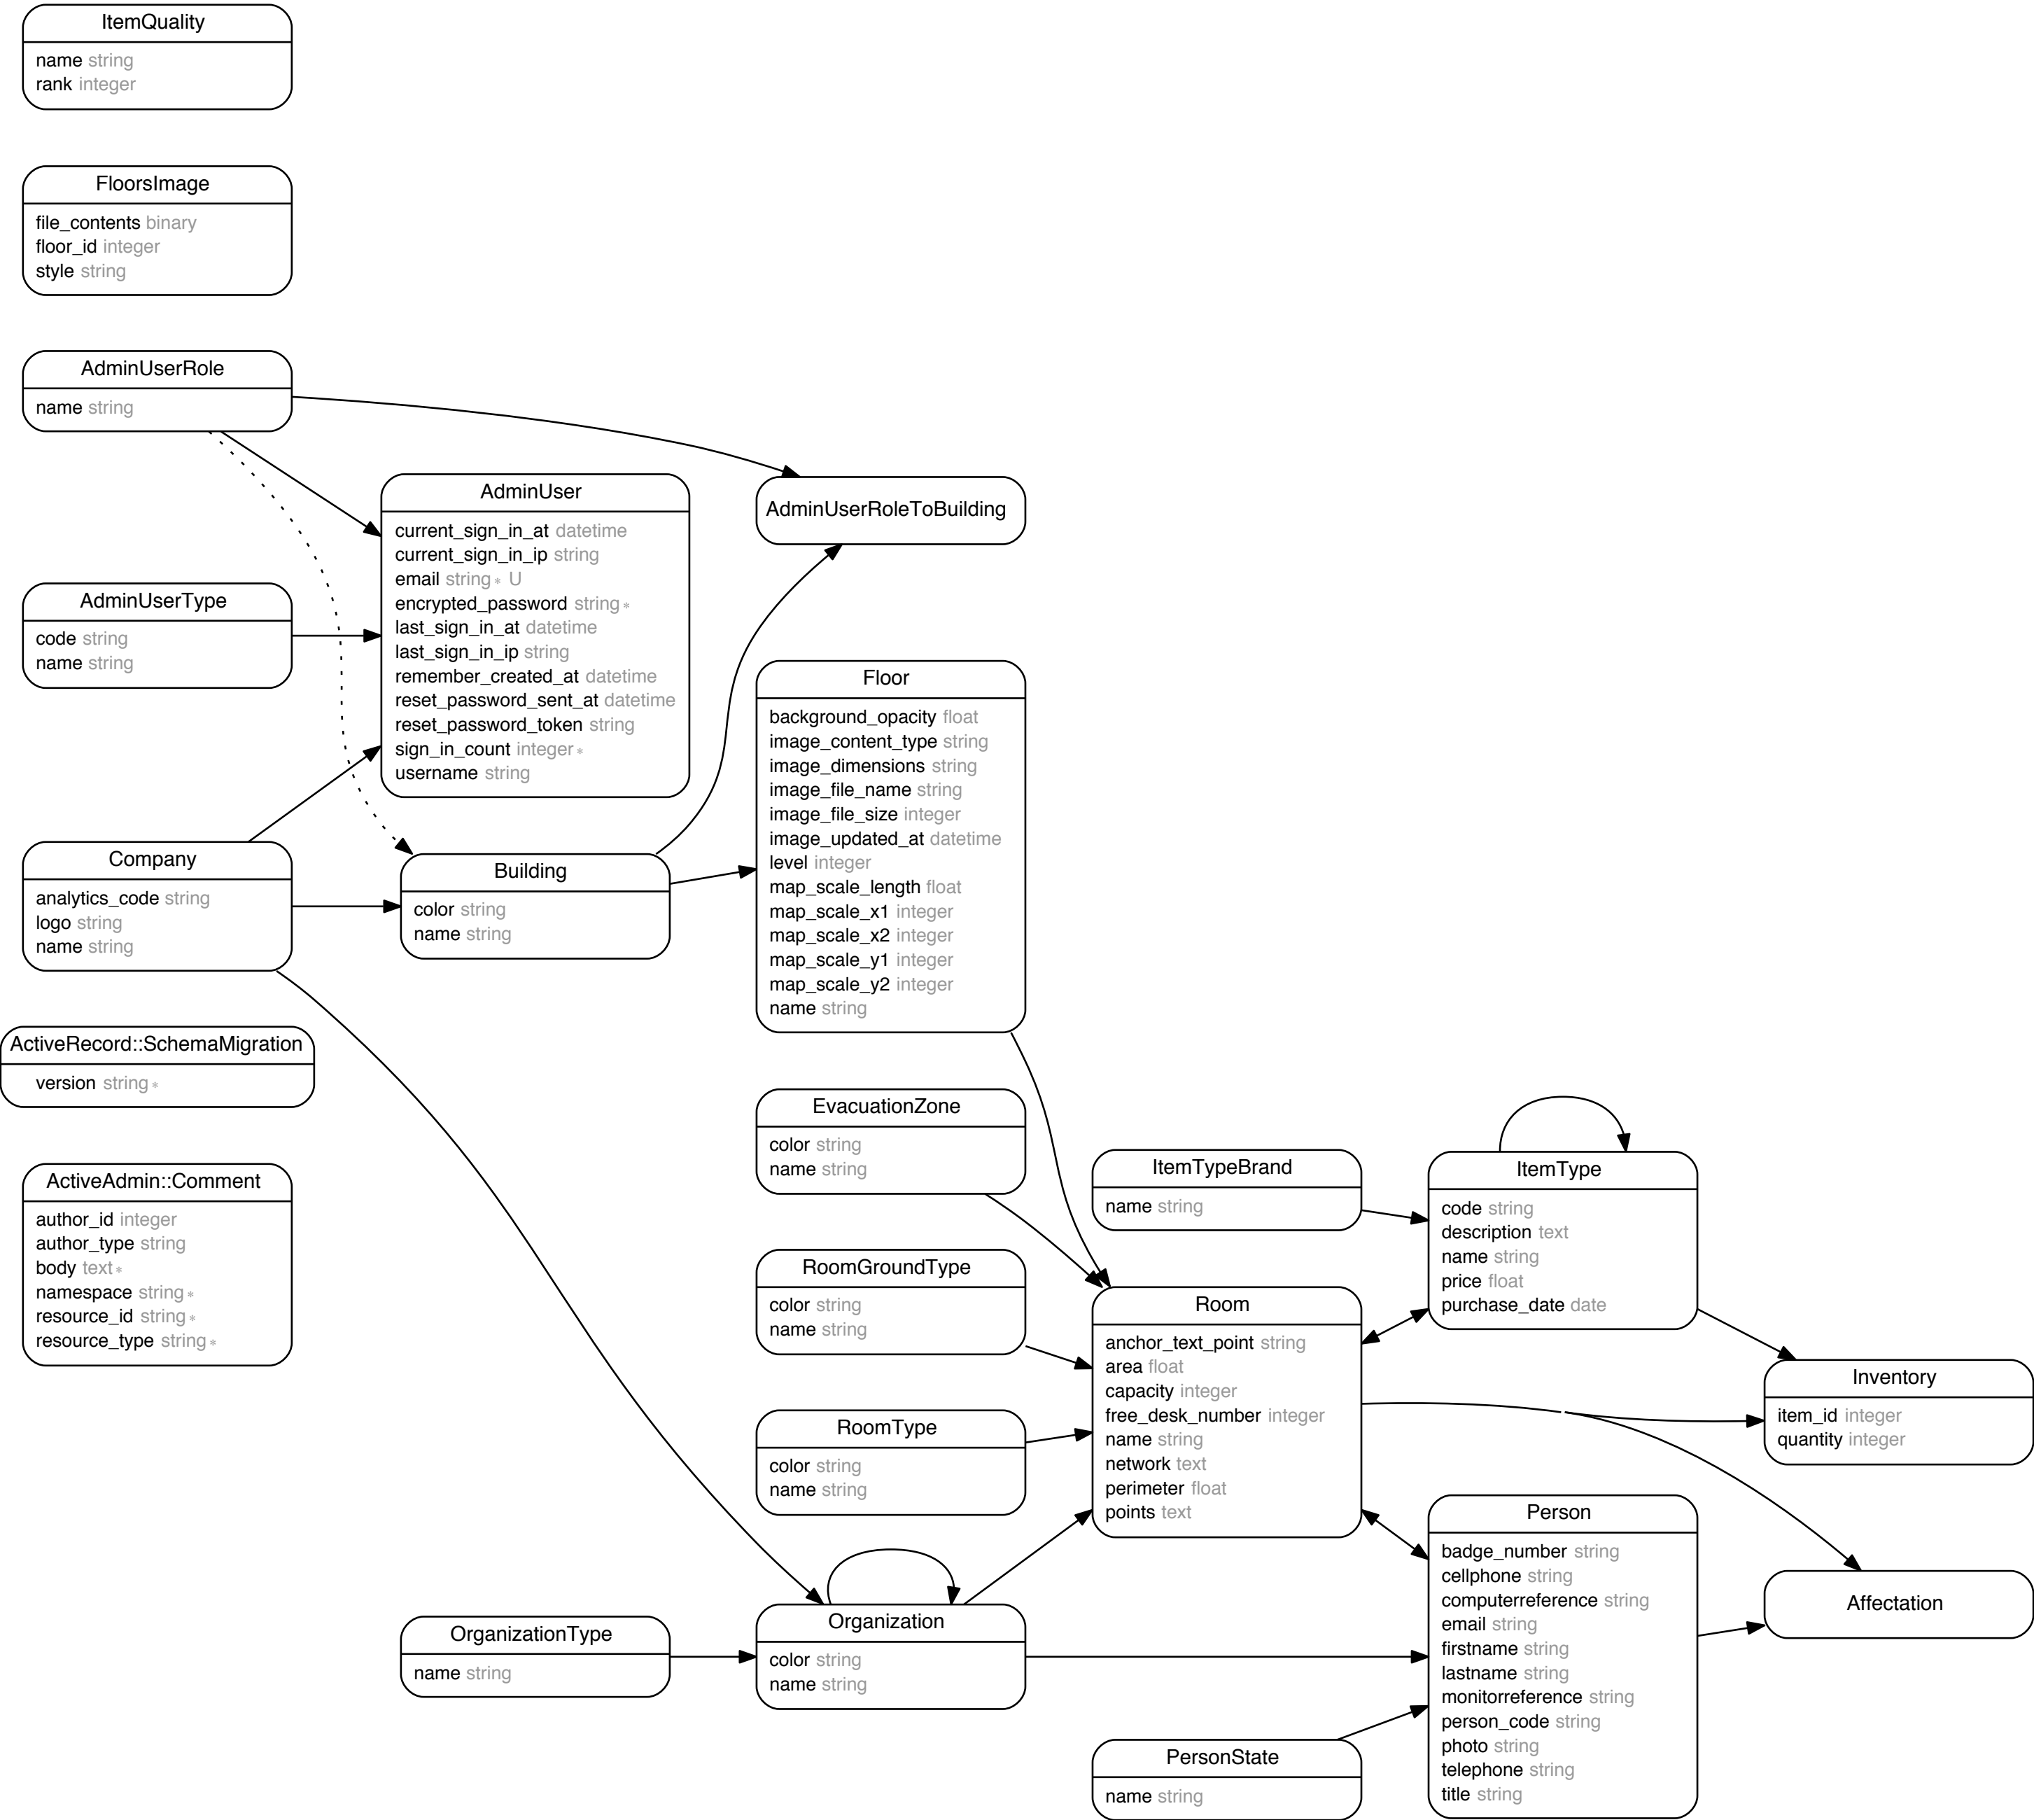 ItemQuality
name string
rank integer
FloorsImage
file_contents binary
floor_id integer
style string
AdminUserRole
name string
AdminUserType
code string
name string
Company
analytics_code string
logo string
name string
ActiveRecord::SchemaMigration
version string *
ActiveAdmin::Comment
author_id integer
author_type string
body text *
namespace string *
resource_id string *
resource_type string *
AdminUser
current_sign_in_at datetime
current_sign_in_ip string
email string * U
encrypted_password string *
last_sign_in_at datetime
last_sign_in_ip string
remember_created_at datetime
reset_password_sent_at datetime
reset_password_token string
sign_in_count integer *
username string
Building
color string
name string
OrganizationType
name string
AdminUserRoleToBuilding
Floor
background_opacity float
image_content_type string
image_dimensions string
image_file_name string
image_file_size integer
image_updated_at datetime
level integer
map_scale_length float
map_scale_x1 integer
map_scale_x2 integer
map_scale_y1 integer
map_scale_y2 integer
name string
EvacuationZone
color string
name string
RoomGroundType
color string
name string
RoomType
color string
name string
Organization
color string
name string
ItemTypeBrand
name string
Room
anchor_text_point string
area float
capacity integer
free_desk_number integer
name string
network text
perimeter float
points text
PersonState
name string
ItemType
code string
description text
name string
price float
purchase_date date
Person
badge_number string
cellphone string
computerreference string
email string
firstname string
lastname string
monitorreference string
person_code string
photo string
telephone string
title string
Inventory
item_id integer
quantity integer
Affectation